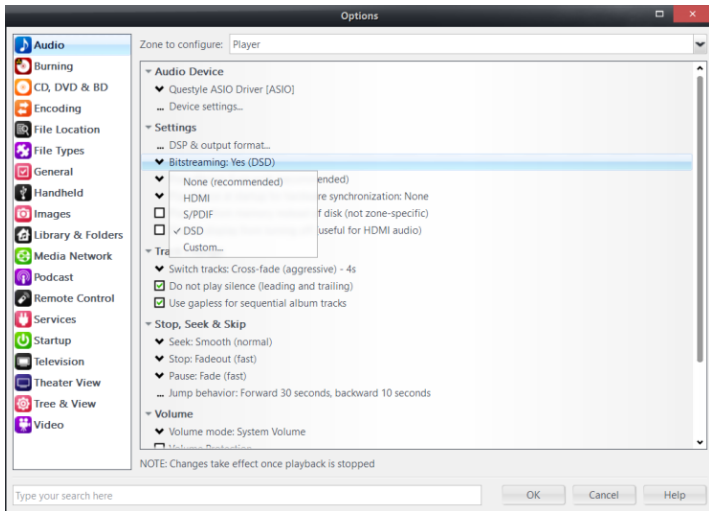 Options
Audio
Burning
CD, DVD & BD
Encoding
File Location
File Types
General
Handheld
Images
Library & Folders
Media Network
Podcast
Remote Control
Services
Startup
Television
Theater View
Tree & View
Video
Zone to configure: Player
Audio Device
Questyle ASIO Driver [ASIO]
... Device settings...
Settings
... DSP & output format...
Bitstreaming: Yes (DSD)
None (recommended)
HDMI
S/PDIF
DSD
Custom...
ended)
re synchronization: None
f disk (not zone-specific)
useful for HDMI audio)
Tra
Switch tracks: Cross-fade (aggressive) - 4s
Do not play silence (leading and trailing)
Use gapless for sequential album tracks
Stop, Seek & Skip
Seek: Smooth (normal)
Stop: Fadeout (fast)
Pause: Fade (fast)
... Jump behavior: Forward 30 seconds, backward 10 seconds
Volume
Volume mode: System Volume
NOTE: Changes take effect once playback is stopped
Type your search here
OK Cancel Help